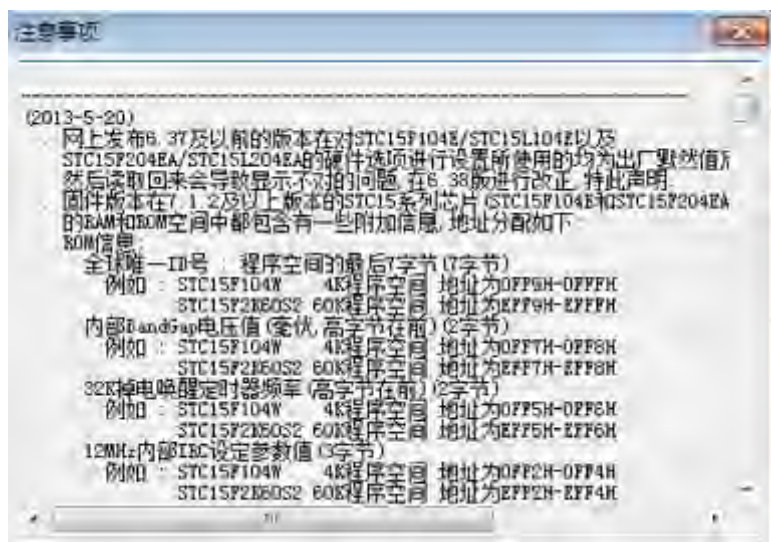 注意事项
(2013-5-20)
网上发布6.37及以前的版本在对STC15F104E/STC15L104E以及
STC15F204EA/STC15L204EA的硬件选项进行设置所使用的均为出厂默然值
然后读取回来会导致显示不对的问题,在6.38版进行改正,特此声明.
固件版本在7.1.2及以上版本的STC15系列芯片(STC15F104E和STC15F204EA
的RAM和ROM空间中都包含有一些附加信息,地址分配如下
ROM信息:
全球唯一ID号 : 程序空间的最后7字节(7字节)
例如 : STC15F104W 4K程序空间 地址为0FF9H-0FFFH
STC15F2K60S2 60K程序空间 地址为EFF9H-EFFFH
内部BandGap电压值(毫伏,高字节在前)(2字节)
例如 : STC15F104W 4K程序空间 地址为0FF7H-0FF8H
STC15F2K60S2 60K程序空间 地址为EFF7H-EFF8H
32K掉电唤醒定时器频率(高字节在前)(2字节)
例如 : STC15F104W 4K程序空间 地址为0FF5H-0FF6H
STC15F2K60S2 60K程序空间 地址为EFF5H-EFF6H
12MHz内部IRC设定参数值(3字节)
例如 : STC15F104W 4K程序空间 地址为0FF2H-0FF4H
STC15F2K60S2 60K程序空间 地址为EFF2H-EFF4H